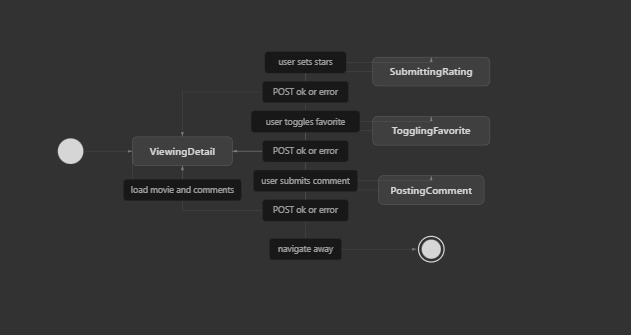 user sets stars
SubmittingRating
POST ok or error
user toggles favorite
TogglingFavorite
ViewingDetail
POST ok or error
user submits comment
load movie and comments
PostingComment
POST ok or error
navigate away